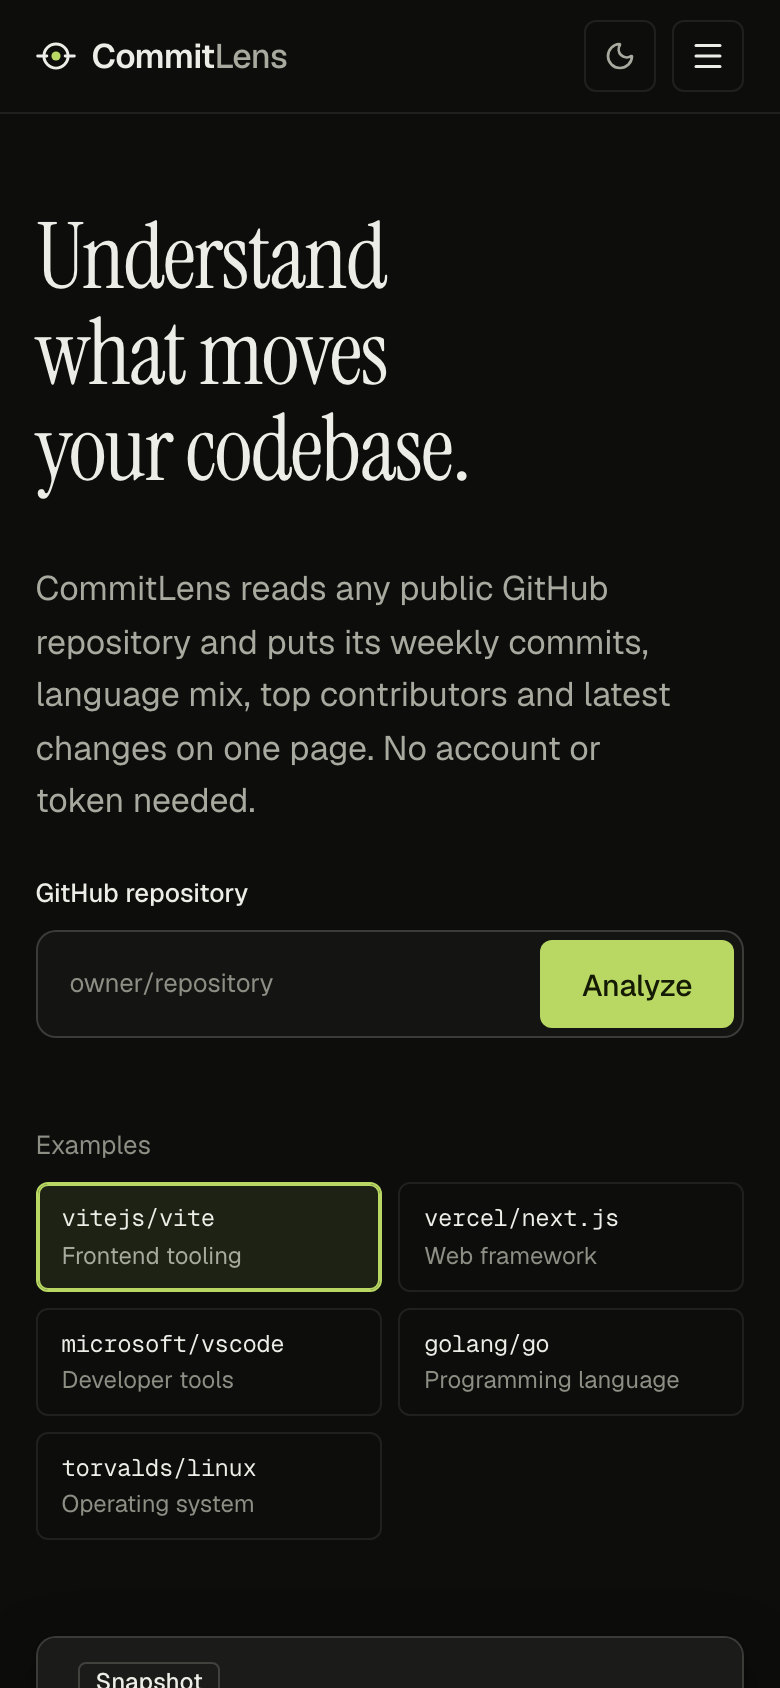 CommitLens
Understand
what moves
your codebase.
CommitLens reads any public GitHub
repository and puts its weekly commits,
language mix, top contributors and latest
changes on one page. No account or
token needed.
GitHub repository
owner/repository
Analyze
Examples
vitejs/vite
Frontend tooling
vercel/next.js
Web framework
microsoft/vscode
Developer tools
golang/go
Programming language
torvalds/linux
Operating system
Snapshot